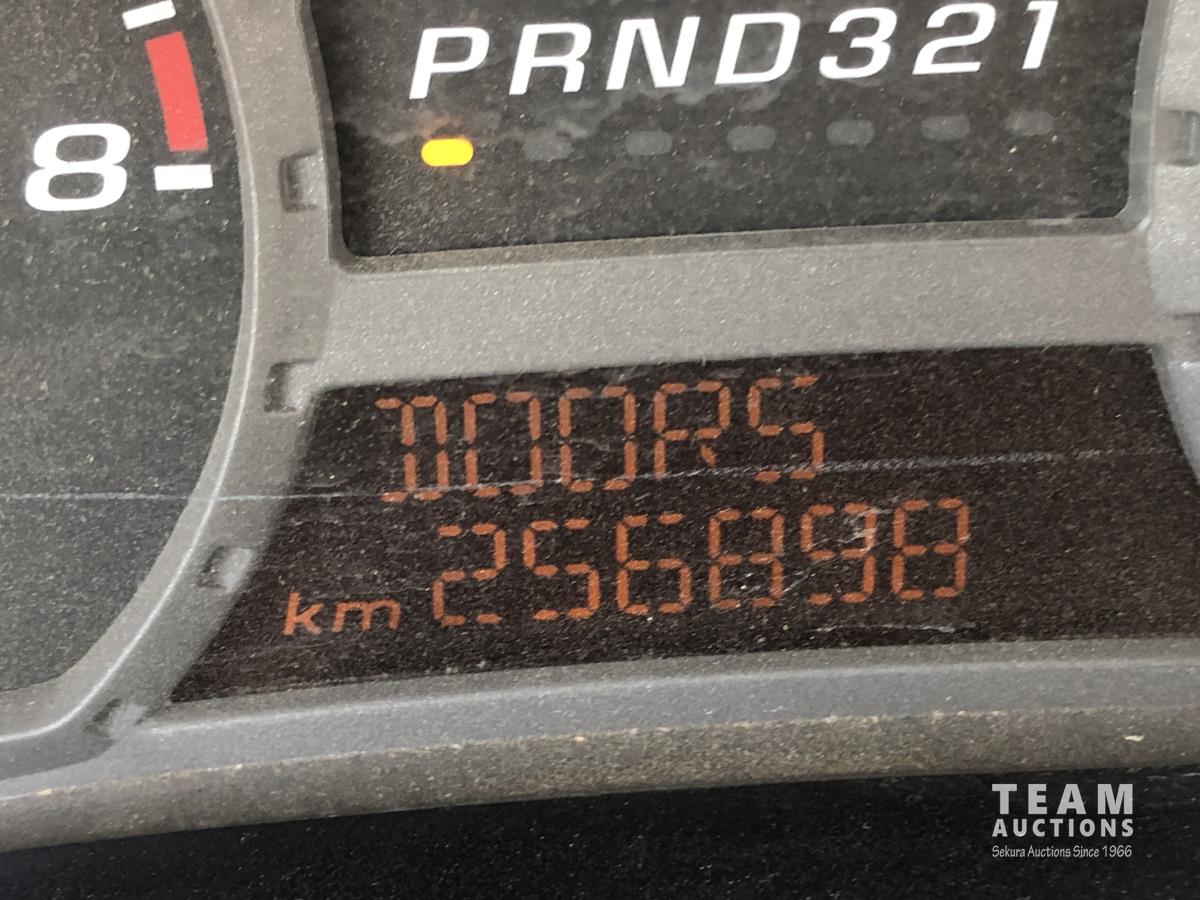 PRND321
8
DOORS
km 256898
TEAM
AUCTIONS
Sekura Auctions Since 1966